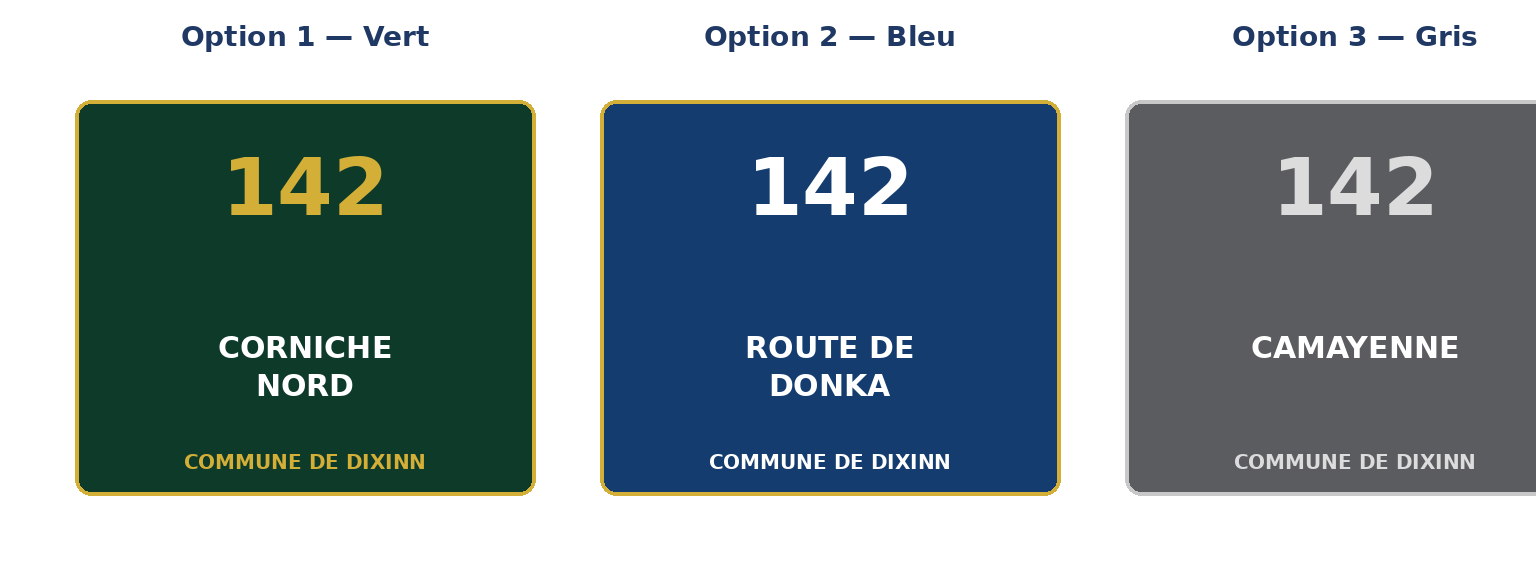 Option 1 — Vert
142
CORNICHE
NORD
COMMUNE DE DIXINN
Option 2 — Bleu
142
ROUTE DE
DONKA
COMMUNE DE DIXINN
Option 3 — Gris
142
CAMAYENNE
COMMUNE DE DIXINN